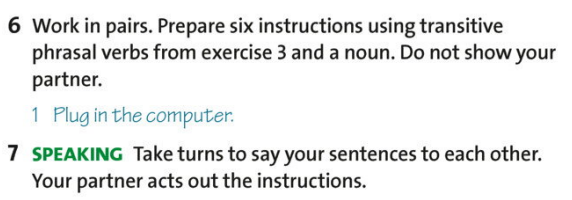 6 Work in pairs. Prepare six instructions using transitive
phrasal verbs from exercise 3 and a noun. Do not show your
partner.
1 Plug in the computer.
7 SPEAKING Take turns to say your sentences to each other.
Your partner acts out the instructions.